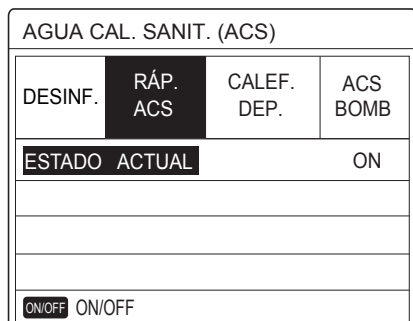 AGUA CAL. SANIT. (ACS)
DESINF. RÁP. ACS CALEF. DEP. ACS BOMB
ESTADO ACTUAL ON
ON/OFF ON/OFF